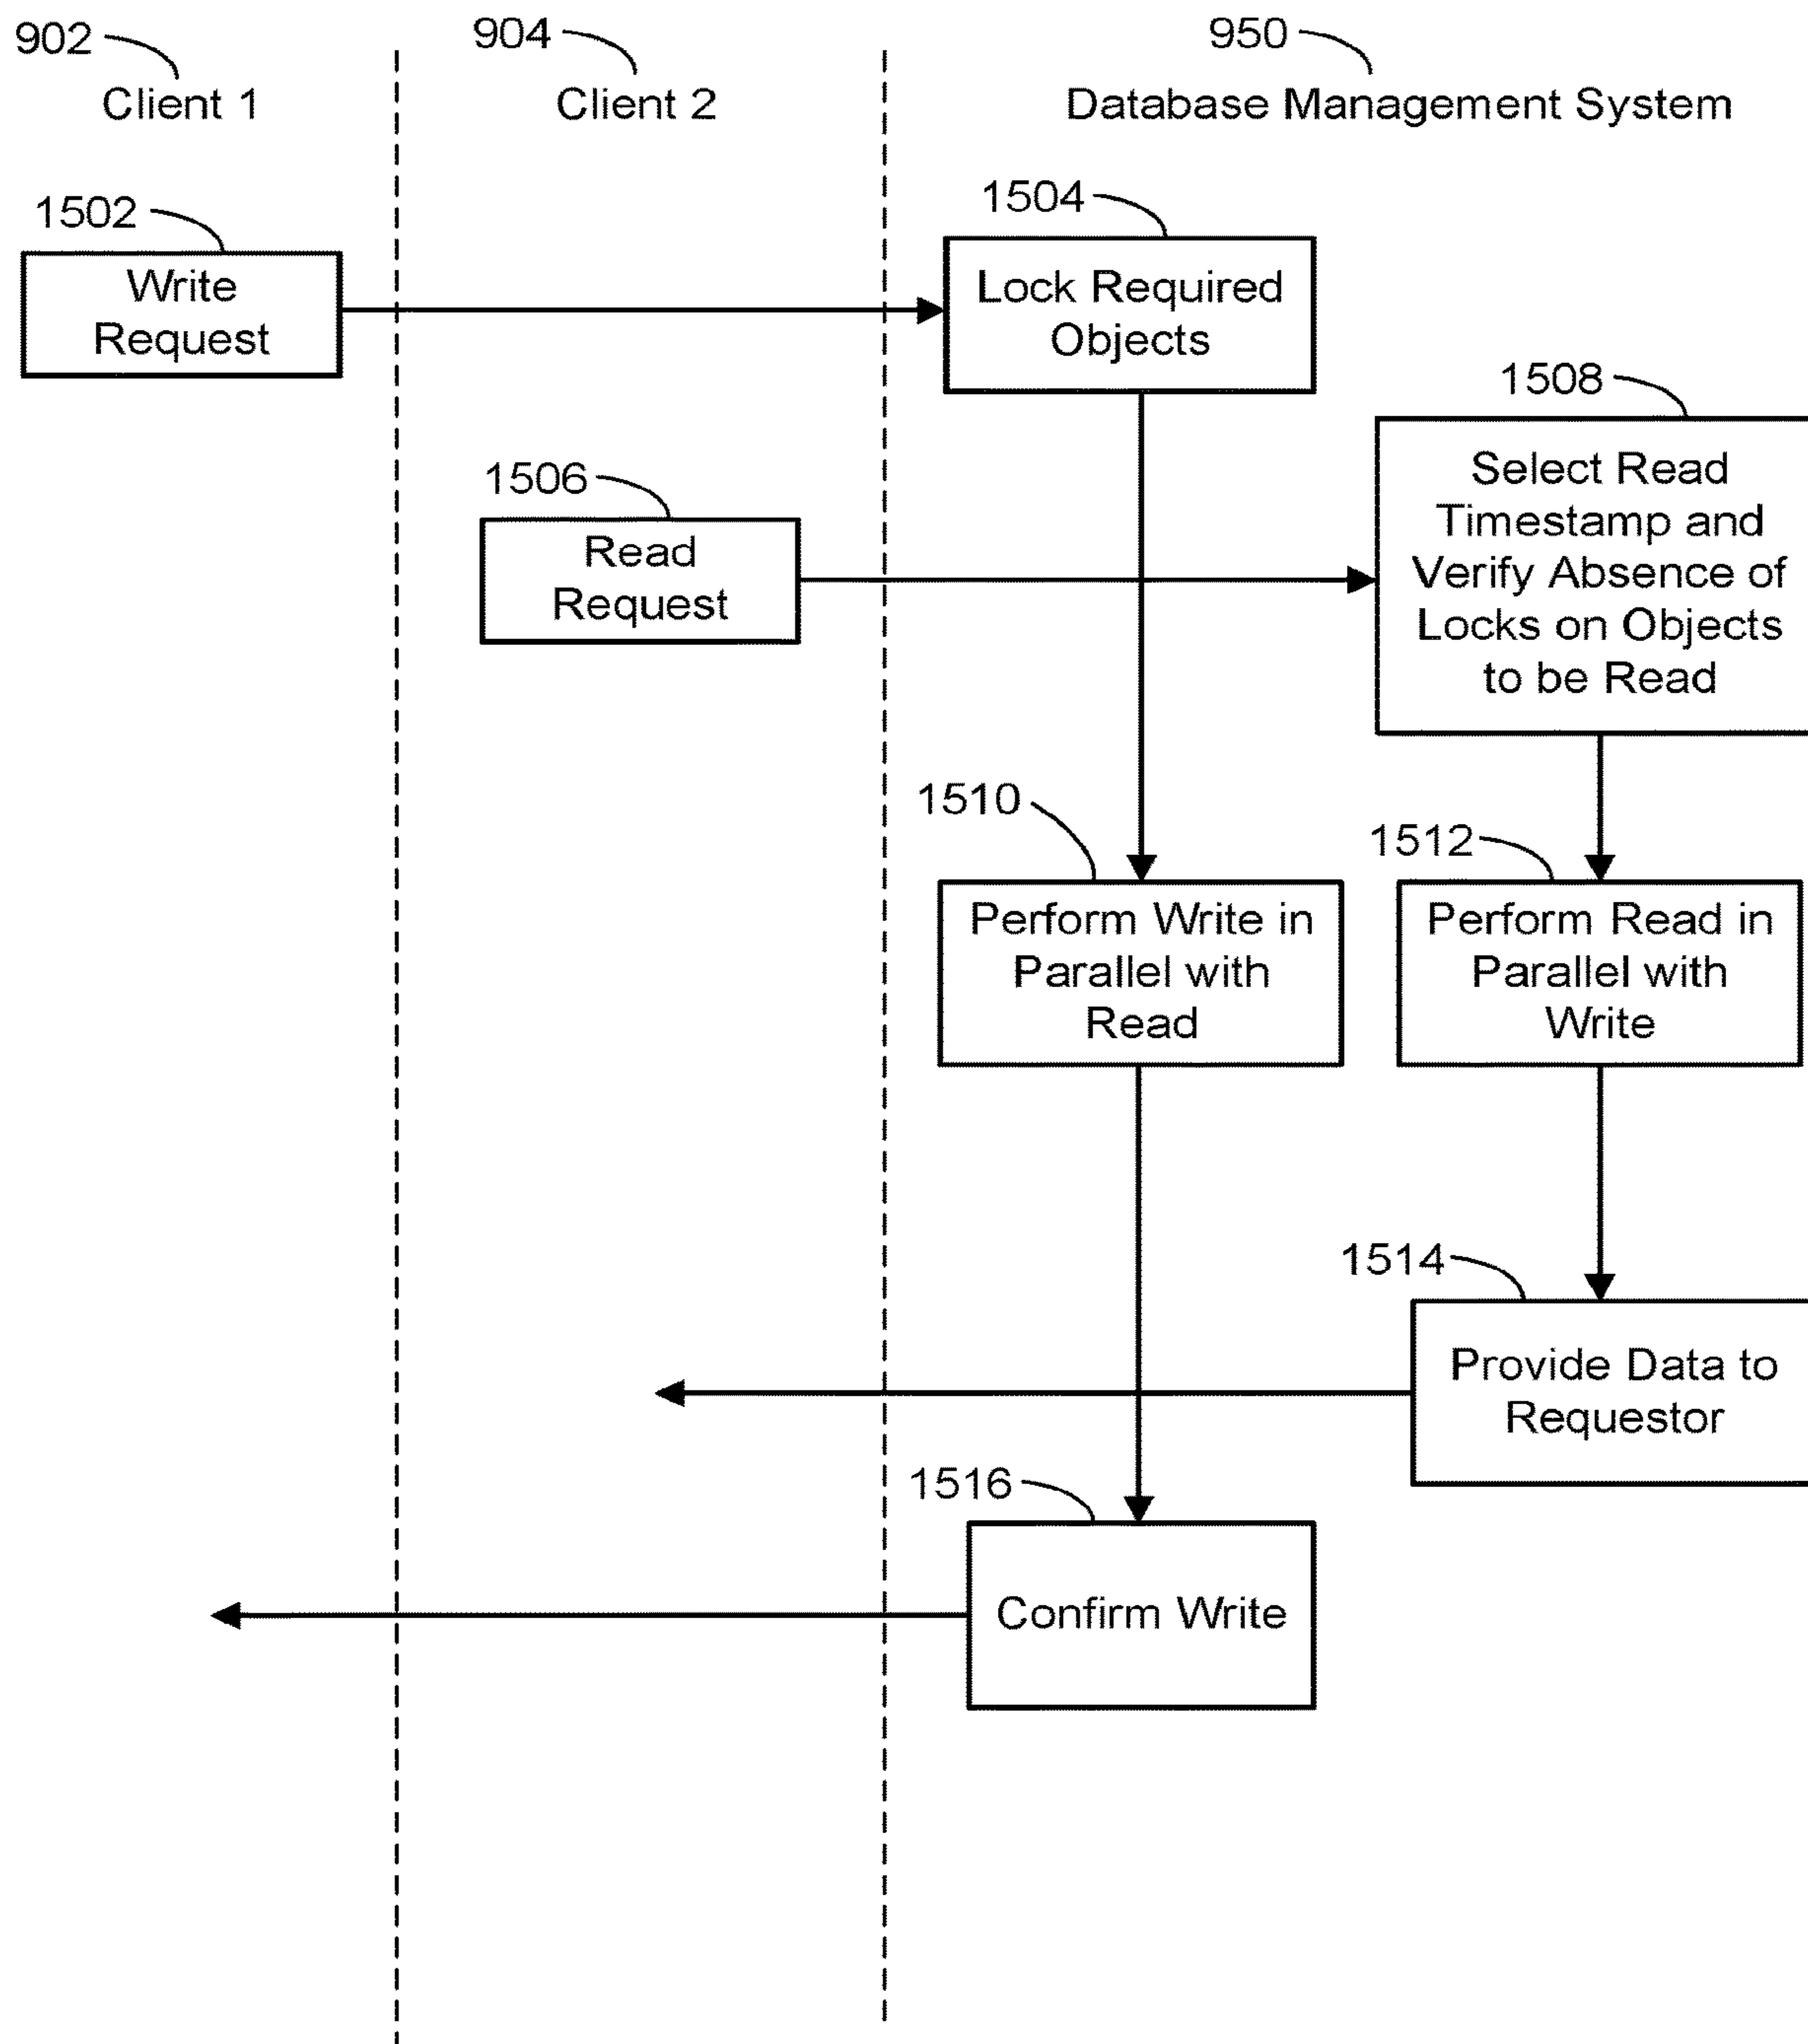 902
904
950
Client 1
Client 2
Database Management System
1502
1504
Write
Request
Lock Required
Objects
1506
1508
Read
Request
Select Read
Timestamp and
Verify Absence of
Locks on Objects
to be Read
1510
1512
Perform Write in
Parallel with
Read
Perform Read in
Parallel with
Write
1514
Provide Data to
Requestor
1516
Confirm Write